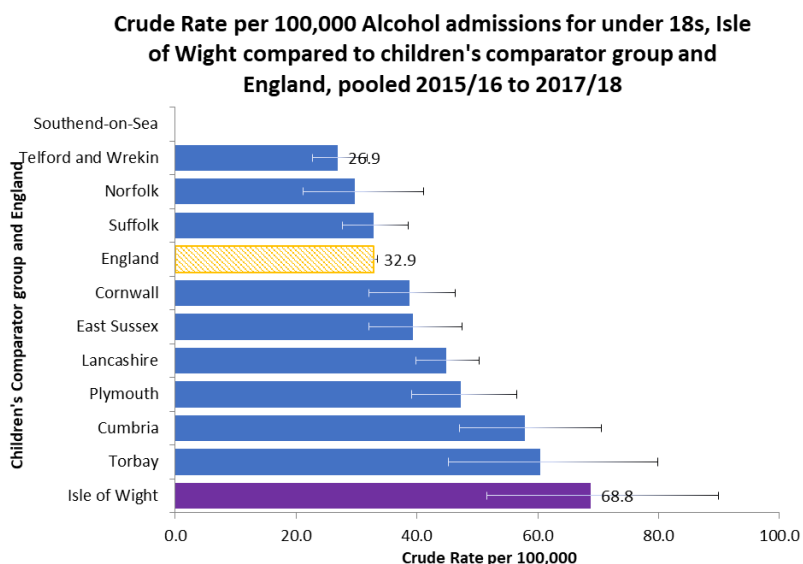 Crude Rate per 100,000 Alcohol admissions for under 18s, Isle
of Wight compared to children's comparator group and
England, pooled 2015/16 to 2017/18
Children's Comparator group and England
Southend-on-Sea
Telford and Wrekin
26.9
Norfolk
Suffolk
England
32.9
Cornwall
East Sussex
Lancashire
Plymouth
Cumbria
Torbay
Isle of Wight
68.8
0.0 20.0 40.0 60.0 80.0 100.0
Crude Rate per 100,000